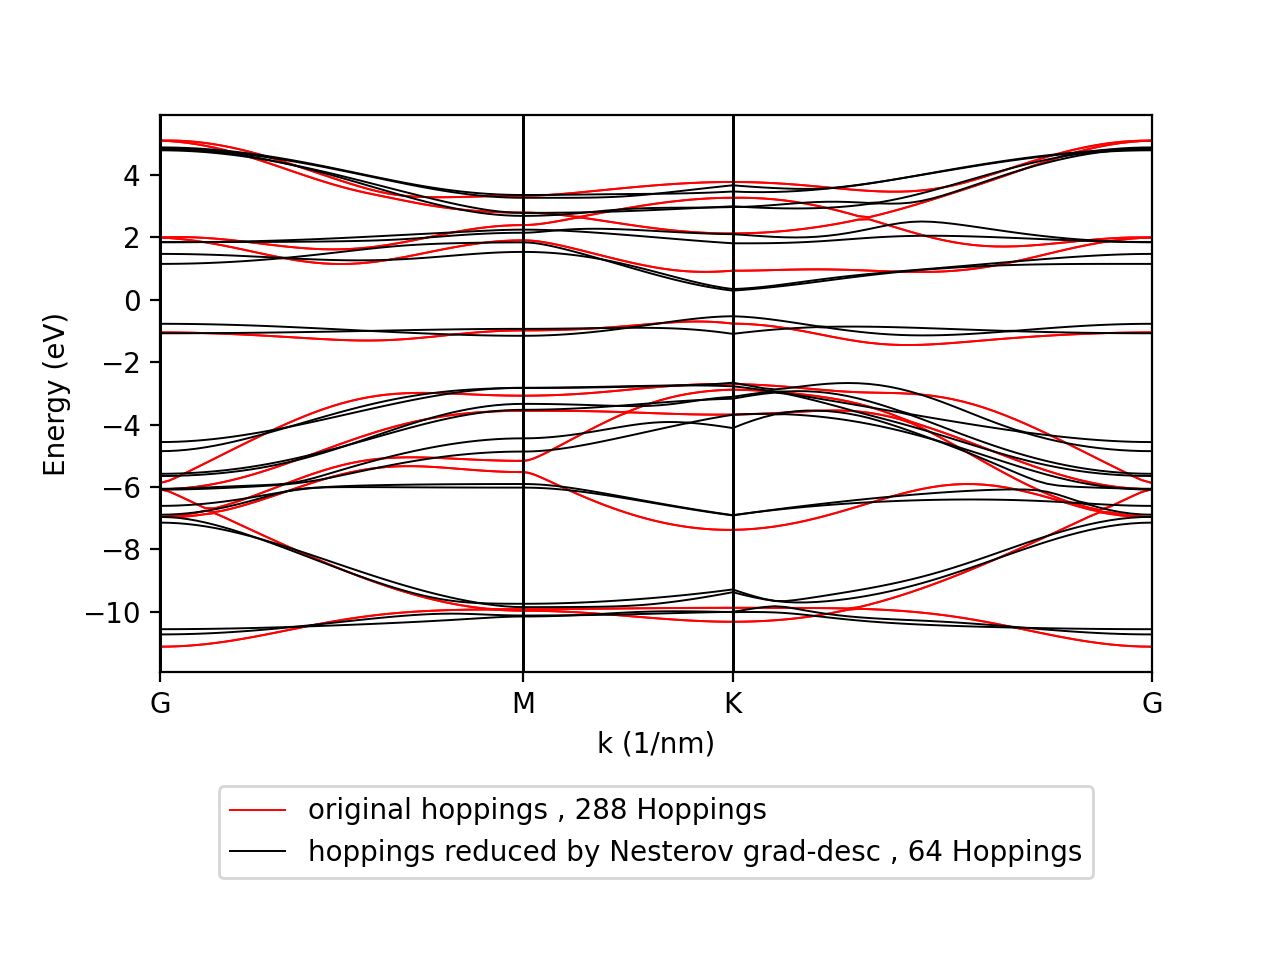 4
2
0
−2
−4
−6
−8
−10
Energy (eV)
G M K G
k (1/nm)
original hoppings , 288 Hoppings
hoppings reduced by Nesterov grad-desc , 64 Hoppings